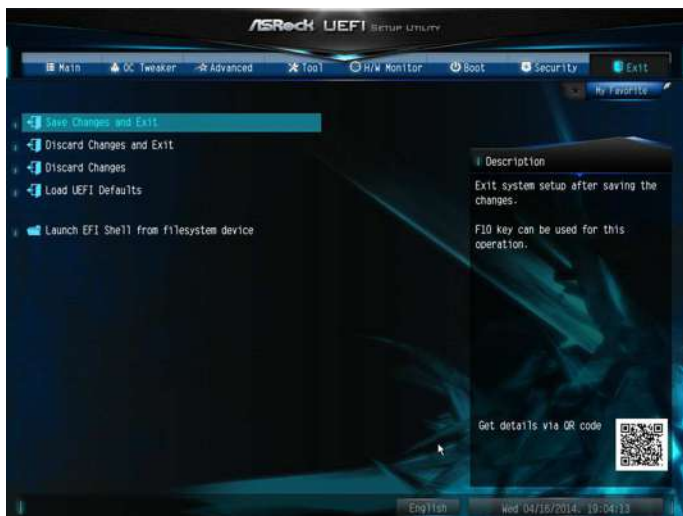 ASRock UEFI SETUP UTILITY
Main OC Tweaker Advanced Tool H/W Monitor Boot Security Exit
My Favorite
Save Changes and Exit
Discard Changes and Exit
Discard Changes
Load UEFI Defaults
Launch EFI Shell from filesystem device
Description
Exit system setup after saving the
changes.
F10 key can be used for this
operation.
Get details via QR code
English
Wed 04/16/2014. 19:04:13